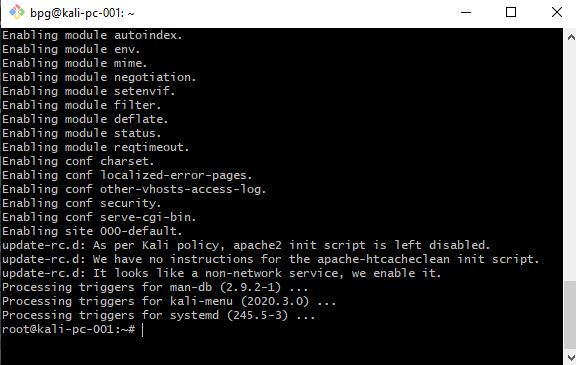 bpg@kali-pc-001: ~
Enabling module autoindex.
Enabling module env.
Enabling module mime.
Enabling module negotiation.
Enabling module setenvif.
Enabling module filter.
Enabling module deflate.
Enabling module status.
Enabling module reqtimeout.
Enabling conf charset.
Enabling conf localized-error-pages.
Enabling conf other-vhosts-access-log.
Enabling conf security.
Enabling conf serve-cgi-bin.
Enabling site 000-default.
update-rc.d: As per Kali policy, apache2 init script is left disabled.
update-rc.d: We have no instructions for the apache-htcacheclean init script.
update-rc.d: It looks like a non-network service, we enable it.
Processing triggers for man-db (2.9.2-1) ...
Processing triggers for kali-menu (2020.3.0) ...
Processing triggers for systemd (245.5-3) ...
root@kali-pc-001:~#